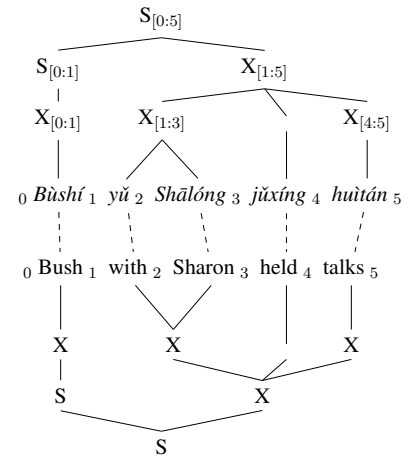 S[0:5]
S[0:1] X[1:5]
X[0:1] X[1:3] X[4:5]
0 Bùshí 1 yǔ 2 Shālóng 3 jǔxíng 4 huìtán 5
0 Bush 1 with 2 Sharon 3 held 4 talks 5
X X X
S X
S